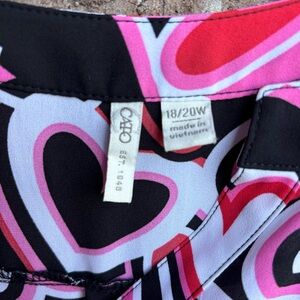 CATO
EST. 1946
18/20W
made in
vietnam